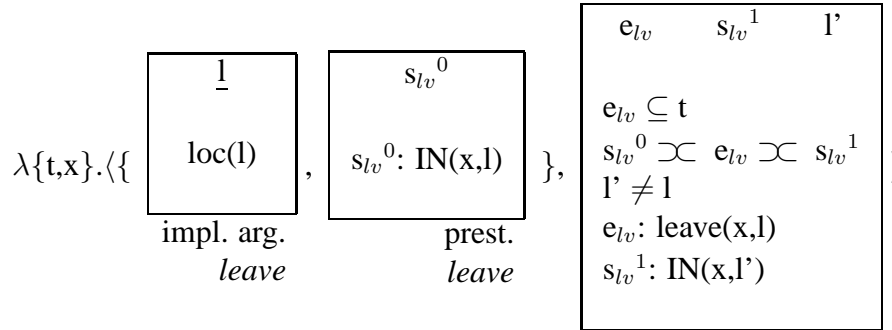 e_lv s_lv^1 l'
l s_lv^0
e_lv ⊆ t
λ{t,x}.⟨{ loc(l) , s_lv^0: IN(x,l) }, s_lv^0 ⊃⊂ e_lv ⊃⊂ s_lv^1
l' ≠ l
impl. arg. prest. e_lv: leave(x,l)
leave leave s_lv^1: IN(x,l')